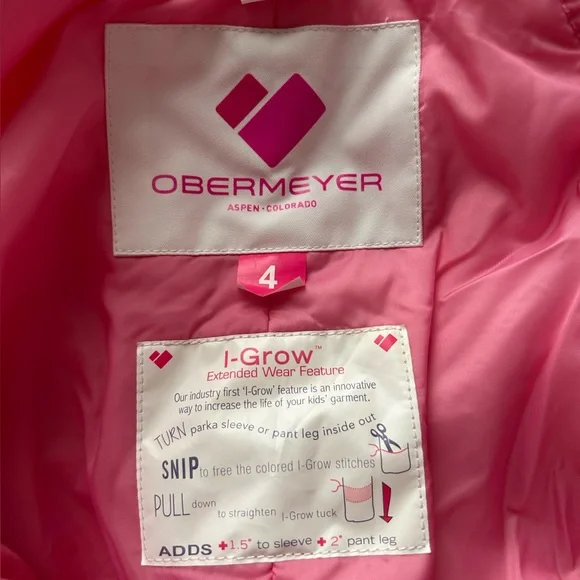 OBERMEYER
ASPEN • COLORADO
4
I-Grow™
Extended Wear Feature
Our industry first 'I-Grow' feature is an innovative
way to increase the life of your kids' garment.
TURN parka sleeve or pant leg inside out
SNIP to free the colored I-Grow stitches
PULL down to straighten I-Grow tuck
ADDS +1.5" to sleeve + 2" pant leg